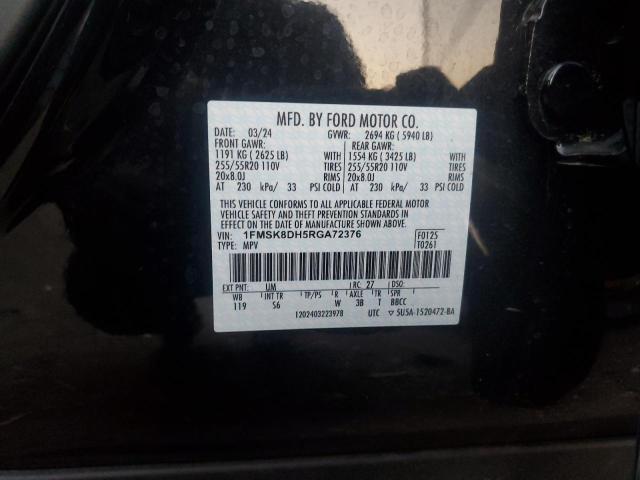 MFD. BY FORD MOTOR CO.
DATE: 03/24 GVWR: 2694 KG ( 5940 LB)
FRONT GAWR: REAR GAWR:
1191 KG ( 2625 LB) WITH 1554 KG ( 3425 LB) WITH
255/55R20 110V TIRES 255/55R20 110V TIRES
20x8.0J RIMS 20x8.0J RIMS
AT 230 kPa/ 33 PSI COLD AT 230 kPa/ 33 PSI COLD
THIS VEHICLE CONFORMS TO ALL APPLICABLE FEDERAL MOTOR
VEHICLE SAFETY AND THEFT PREVENTION STANDARDS IN
EFFECT ON THE DATE OF MANUFACTURE SHOWN ABOVE.
VIN: 1FMSK8DH5RGA72376 F0125
TYPE: MPV T0261
EXT PNT: UM RC: 27 DSO:
WB INT TR TP/PS R AXLE TR SPR
119 S6 W 3B T BBCC
1202403223978 UTC ▽ 5U5A-1520472-BA